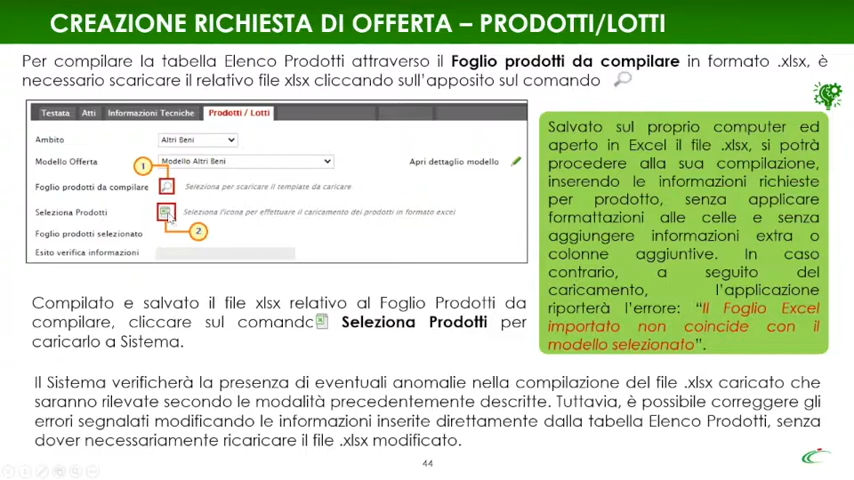 CREAZIONE RICHIESTA DI OFFERTA – PRODOTTI/LOTTI
Per compilare la tabella Elenco Prodotti attraverso il Foglio prodotti da compilare in formato .xlsx, è
necessario scaricare il relativo file xlsx cliccando sull'apposito sul comando
Testata Atti Informazioni Tecniche Prodotti / Lotti
Ambito Altri Beni
Modello Offerta Modello Altri Beni Apri dettaglio modello
1
Foglio prodotti da compilare Seleziona per scaricare il template da caricare
Seleziona Prodotti Seleziona l'icona per effettuare il caricamento dei prodotti in formato excel
Foglio prodotti selezionato 2
Esito verifica informazioni
Salvato sul proprio computer ed
aperto in Excel il file .xlsx, si potrà
procedere alla sua compilazione,
inserendo le informazioni richieste
per prodotto, senza applicare
formattazioni alle celle e senza
aggiungere informazioni extra o
colonne aggiuntive. In caso
contrario, a seguito del
caricamento, l'applicazione
riporterà l'errore: “Il Foglio Excel
importato non coincide con il
modello selezionato”.
Compilato e salvato il file xlsx relativo al Foglio Prodotti da
compilare, cliccare sul comando Seleziona Prodotti per
caricarlo a Sistema.
Il Sistema verificherà la presenza di eventuali anomalie nella compilazione del file .xlsx caricato che
saranno rilevate secondo le modalità precedentemente descritte. Tuttavia, è possibile correggere gli
errori segnalati modificando le informazioni inserite direttamente dalla tabella Elenco Prodotti, senza
dover necessariamente ricaricare il file .xlsx modificato.
44